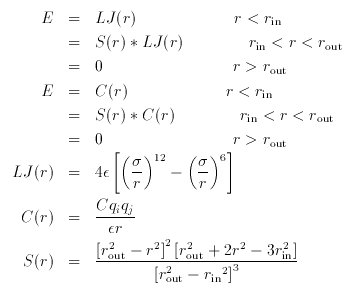 E = LJ(r) r < r_in
= S(r) * LJ(r) r_in < r < r_out
= 0 r > r_out
E = C(r) r < r_in
= S(r) * C(r) r_in < r < r_out
= 0 r > r_out
LJ(r) = 4ϵ [ (σ/r)^12 − (σ/r)^6 ]
C(r) = Cq_iq_j / ϵr
S(r) = [r_out^2 − r^2]^2 [r_out^2 + 2r^2 − 3r_in^2] / [r_out^2 − r_in^2]^3